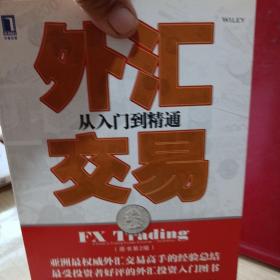 WILEY
外汇
从入门到精通
交易
FX Trading
(原书第2版)
亚洲最权威外汇交易高手的经验总结
最受投资者好评的外汇投资入门图书